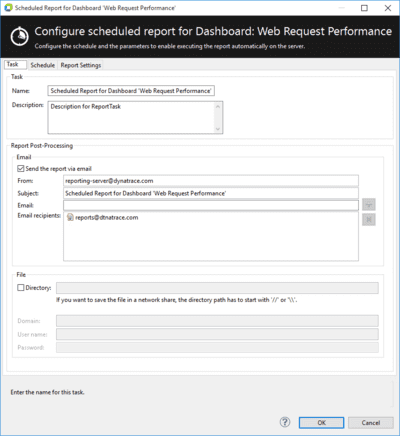 Scheduled Report for Dashboard 'Web Request Performance'
Configure scheduled report for Dashboard: Web Request Performance
Configure the schedule and the parameters to enable executing the report automatically on the server.
Task Schedule Report Settings
Task
Name: Scheduled Report for Dashboard 'Web Request Performance'
Description: Description for ReportTask
Report Post-Processing
Email
Send the report via email
From: reporting-server@dynatrace.com
Subject: Scheduled Report for Dashboard 'Web Request Performance'
Email:
Email recipients: reports@dtnatrace.com
File
Directory:
If you want to save the file in a network share, the directory path has to start with '//' or '\\'.
Domain:
User name:
Password:
Enter the name for this task.
? OK Cancel